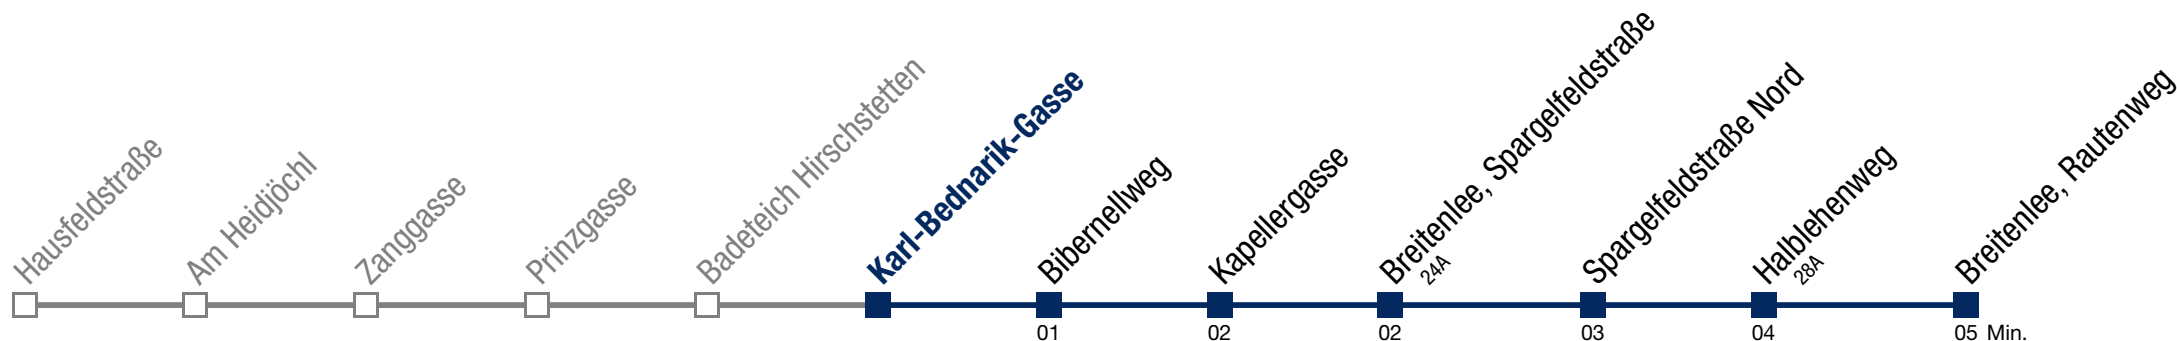 Hausfeldstraße
Am Heidjöchl
Zanggasse
Prinzgasse
Badeteich Hirschstetten
Karl-Bednarik-Gasse
Bibernellweg
Kapellergasse
Breitenlee, Spargelfeldstraße
24A
Spargelfeldstraße Nord
Halblehenweg
28A
Breitenlee, Rautenweg
01 02 02 03 04 05 Min.